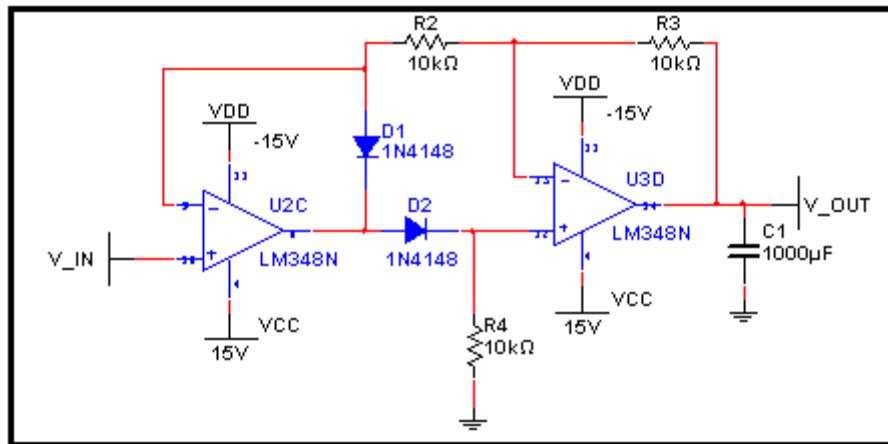 R2
10kΩ
R3
10kΩ
VDD
-15V
D1
1N4148
VDD
-15V
U2C
U3D
D2
V_IN
LM348N
1N4148
LM348N
V_OUT
C1
1000µF
VCC
15V
R4
10kΩ
VCC
15V